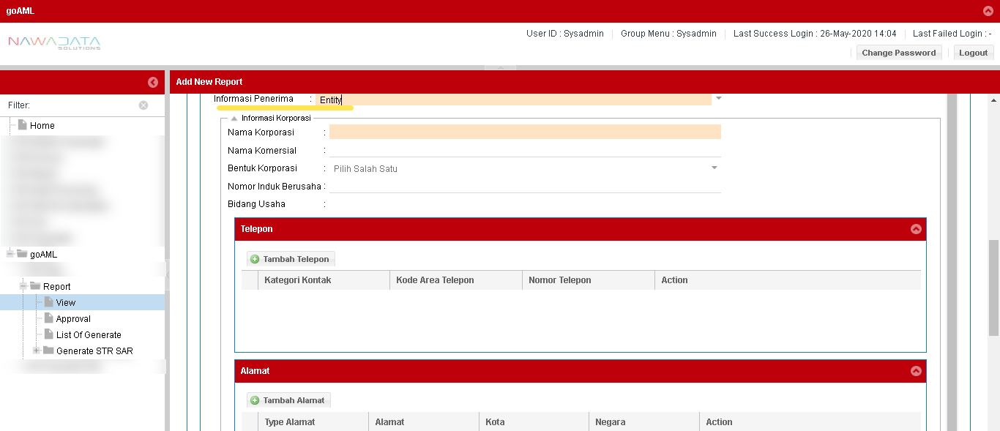 goAML
NAWADATA
SOLUTIONS
User ID : Sysadmin
Group Menu : Sysadmin
Last Success Login : 26-May-2020 14:04
Last Failed Login : -
Change Password
Logout
Add New Report
Filter:
Home
goAML
Report
View
Approval
List Of Generate
Generate STR SAR
Informasi Penerima : Entity
Informasi Korporasi
Nama Korporasi :
Nama Komersial :
Bentuk Korporasi : Pilih Salah Satu
Nomor Induk Berusaha :
Bidang Usaha :
Telepon
Tambah Telepon
Kategori Kontak Kode Area Telepon Nomor Telepon Action
Alamat
Tambah Alamat
Type Alamat Alamat Kota Negara Action